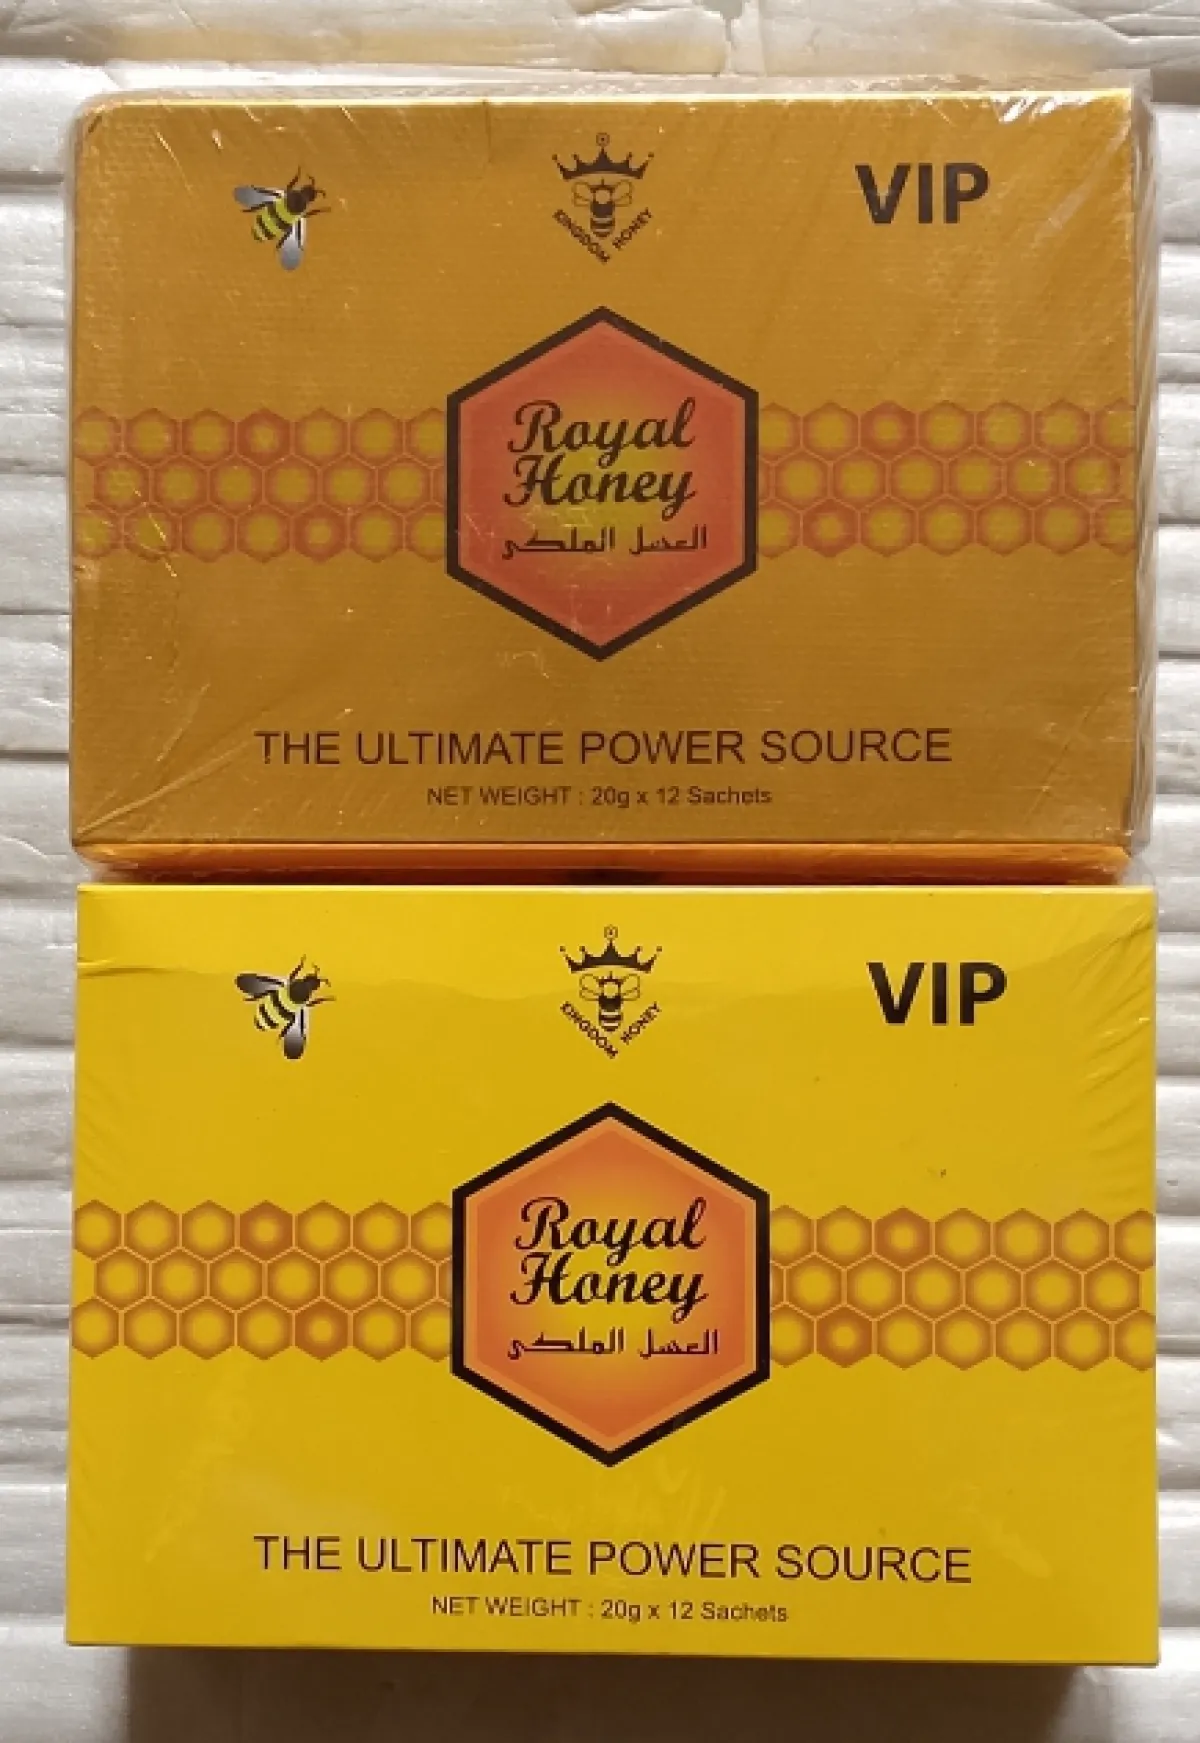 KINGDOM HONEY
VIP
Royal
Honey
العسل الملكي
THE ULTIMATE POWER SOURCE
NET WEIGHT : 20g x 12 Sachets
KINGDOM HONEY
VIP
Royal
Honey
العسل الملكي
THE ULTIMATE POWER SOURCE
NET WEIGHT : 20g x 12 Sachets